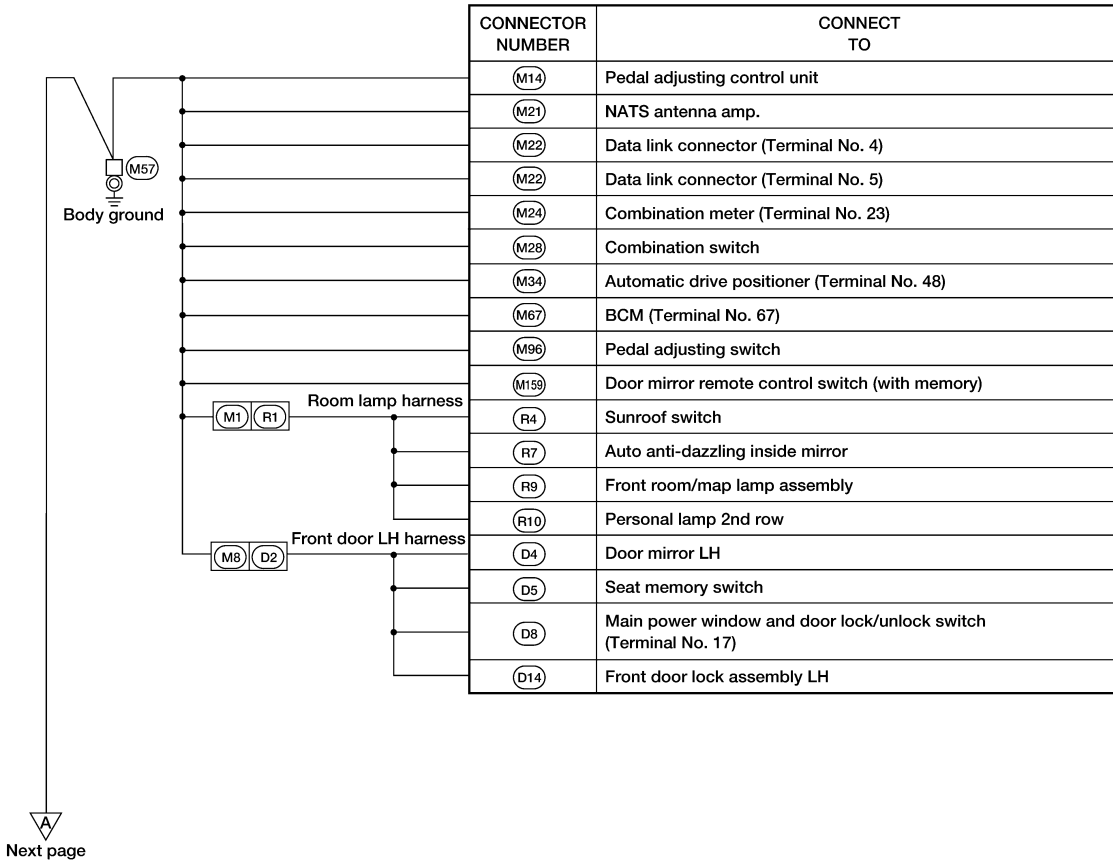 CONNECTOR NUMBER
CONNECT TO
M14 Pedal adjusting control unit
M21 NATS antenna amp.
M22 Data link connector (Terminal No. 4)
M57
M22 Data link connector (Terminal No. 5)
Body ground
M24 Combination meter (Terminal No. 23)
M28 Combination switch
M34 Automatic drive positioner (Terminal No. 48)
M67 BCM (Terminal No. 67)
M96 Pedal adjusting switch
M159 Door mirror remote control switch (with memory)
Room lamp harness
M1 R1
R4 Sunroof switch
R7 Auto anti-dazzling inside mirror
R9 Front room/map lamp assembly
R10 Personal lamp 2nd row
Front door LH harness
M8 D2
D4 Door mirror LH
D5 Seat memory switch
D8 Main power window and door lock/unlock switch
(Terminal No. 17)
D14 Front door lock assembly LH
A
Next page